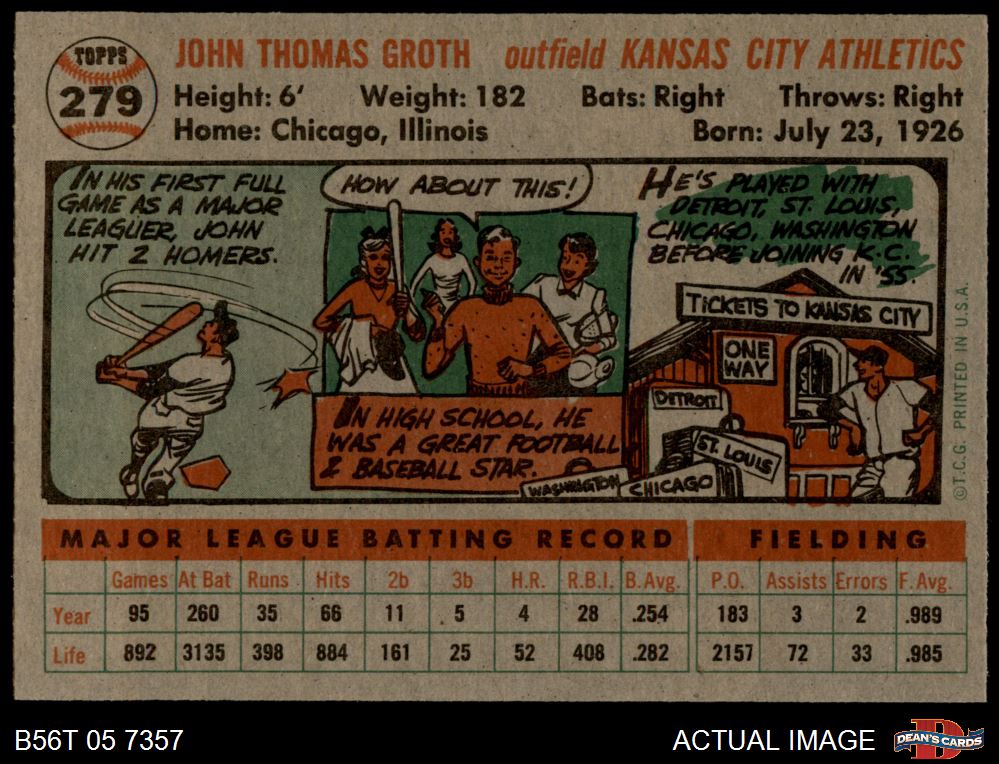 TOPPS
279
JOHN THOMAS GROTH outfield KANSAS CITY ATHLETICS
Height: 6' Weight: 182 Bats: Right Throws: Right
Home: Chicago, Illinois Born: July 23, 1926
IN HIS FIRST FULL
GAME AS A MAJOR
LEAGUER, JOHN
HIT 2 HOMERS.
HOW ABOUT THIS!
IN HIGH SCHOOL, HE
WAS A GREAT FOOTBALL
& BASEBALL STAR.
HE'S PLAYED WITH
DETROIT, ST. LOUIS,
CHICAGO, WASHINGTON
BEFORE JOINING K.C.
IN '55.
TICKETS TO KANSAS CITY
ONE
WAY
DETROIT
ST. LOUIS
WASHINGTON
CHICAGO
©T.C.G. PRINTED IN U.S.A.
MAJOR LEAGUE BATTING RECORD FIELDING
Games At Bat Runs Hits 2b 3b H.R. R.B.I. B.Avg. P.O. Assists Errors F.Avg.
Year 95 260 35 66 11 5 4 28 .254 183 3 2 .989
Life 892 3135 398 884 161 25 52 408 .282 2157 72 33 .985
B56T 05 7357 ACTUAL IMAGE
DEAN'S CARDS